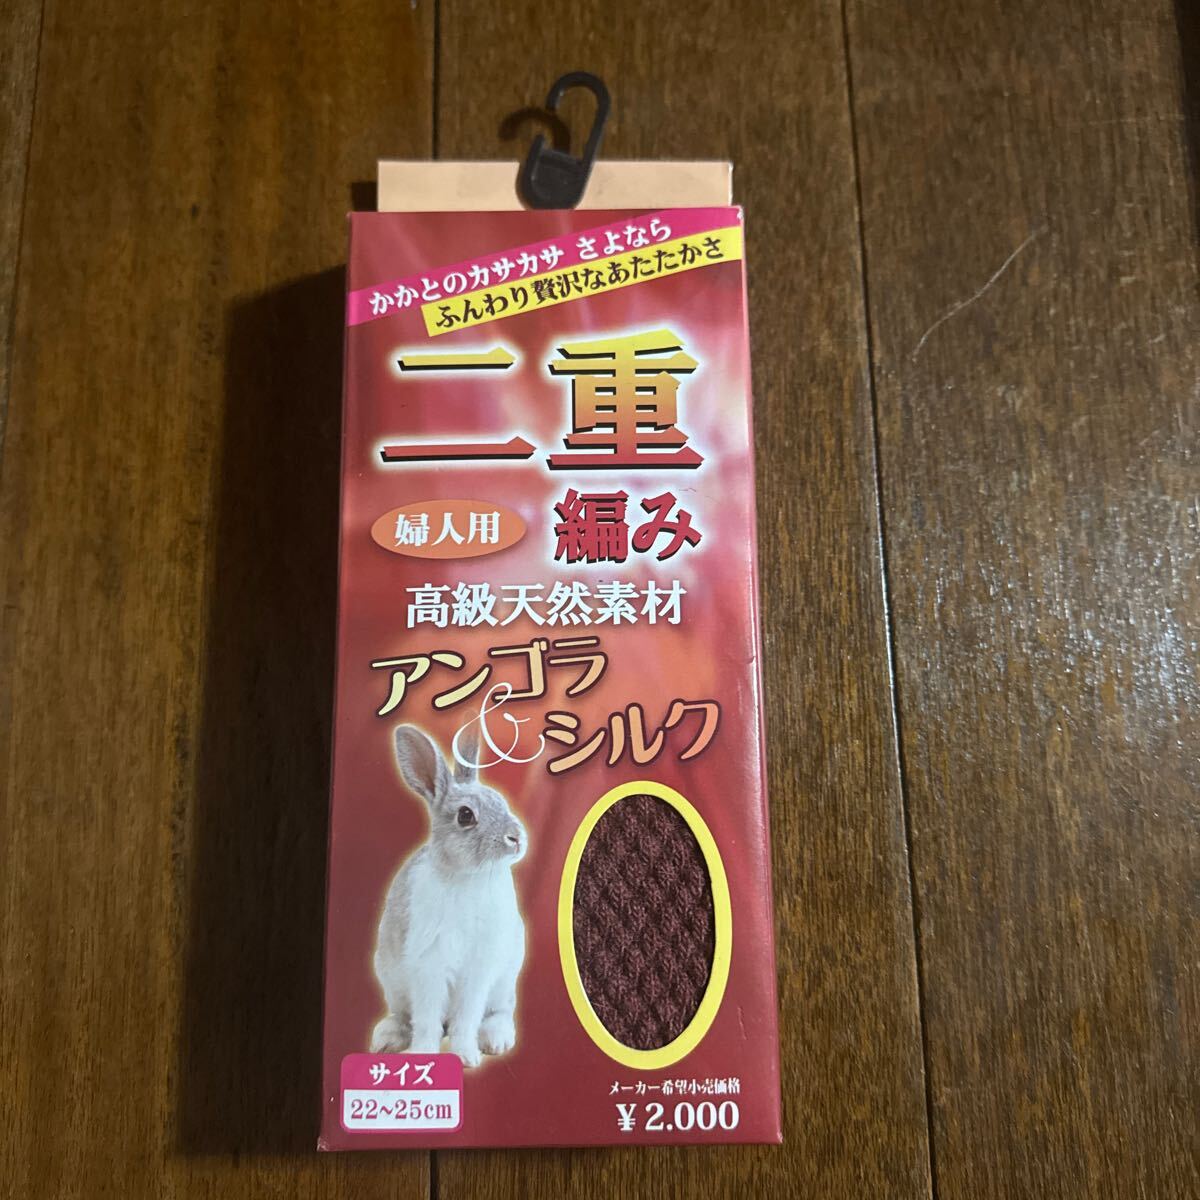 かかとのカサカサ さよなら
ふんわり贅沢なあたたかさ
二重
編み
婦人用
高級天然素材
アンゴラ
&シルク
サイズ
22~25cm
メーカー希望小売価格
¥2.000